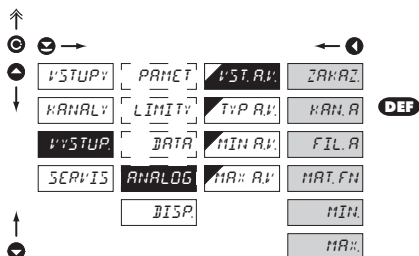 VSTUPY PAMET VST. A.V. ZAKAZ.
KANALY LIMITY TYP A.V. KAN. A DEF
VYSTUP. DATA MIN A.V. FIL. A
SERVIS ANALOG MAX A.V MAT. FN
DISP. MIN.
MAX.